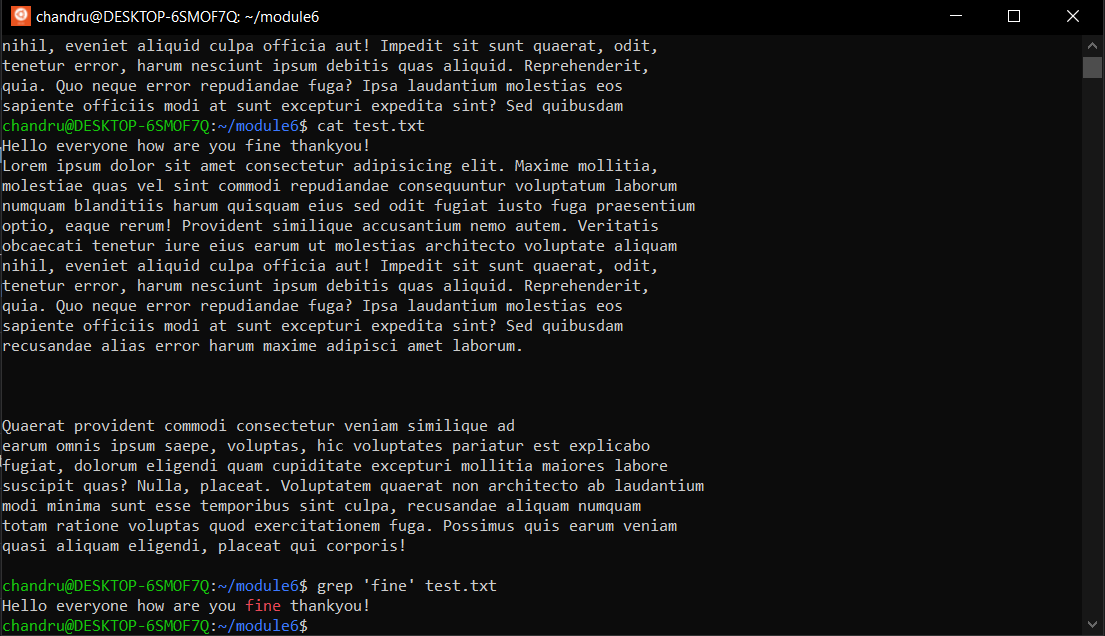 chandru@DESKTOP-6SMOF7Q: ~/module6
nihil, eveniet aliquid culpa officia aut! Impedit sit sunt quaerat, odit,
tenetur error, harum nesciunt ipsum debitis quas aliquid. Reprehenderit,
quia. Quo neque error repudiandae fuga? Ipsa laudantium molestias eos
sapiente officiis modi at sunt excepturi expedita sint? Sed quibusdam
chandru@DESKTOP-6SMOF7Q:~/module6$ cat test.txt
Hello everyone how are you fine thankyou!
Lorem ipsum dolor sit amet consectetur adipisicing elit. Maxime mollitia,
molestiae quas vel sint commodi repudiandae consequuntur voluptatum laborum
numquam blanditiis harum quisquam eius sed odit fugiat iusto fuga praesentium
optio, eaque rerum! Provident similique accusantium nemo autem. Veritatis
obcaecati tenetur iure eius earum ut molestias architecto voluptate aliquam
nihil, eveniet aliquid culpa officia aut! Impedit sit sunt quaerat, odit,
tenetur error, harum nesciunt ipsum debitis quas aliquid. Reprehenderit,
quia. Quo neque error repudiandae fuga? Ipsa laudantium molestias eos
sapiente officiis modi at sunt excepturi expedita sint? Sed quibusdam
recusandae alias error harum maxime adipisci amet laborum.
Quaerat provident commodi consectetur veniam similique ad
earum omnis ipsum saepe, voluptas, hic voluptates pariatur est explicabo
fugiat, dolorum eligendi quam cupiditate excepturi mollitia maiores labore
suscipit quas? Nulla, placeat. Voluptatem quaerat non architecto ab laudantium
modi minima sunt esse temporibus sint culpa, recusandae aliquam numquam
totam ratione voluptas quod exercitationem fuga. Possimus quis earum veniam
quasi aliquam eligendi, placeat qui corporis!
chandru@DESKTOP-6SMOF7Q:~/module6$ grep 'fine' test.txt
Hello everyone how are you fine thankyou!
chandru@DESKTOP-6SMOF7Q:~/module6$